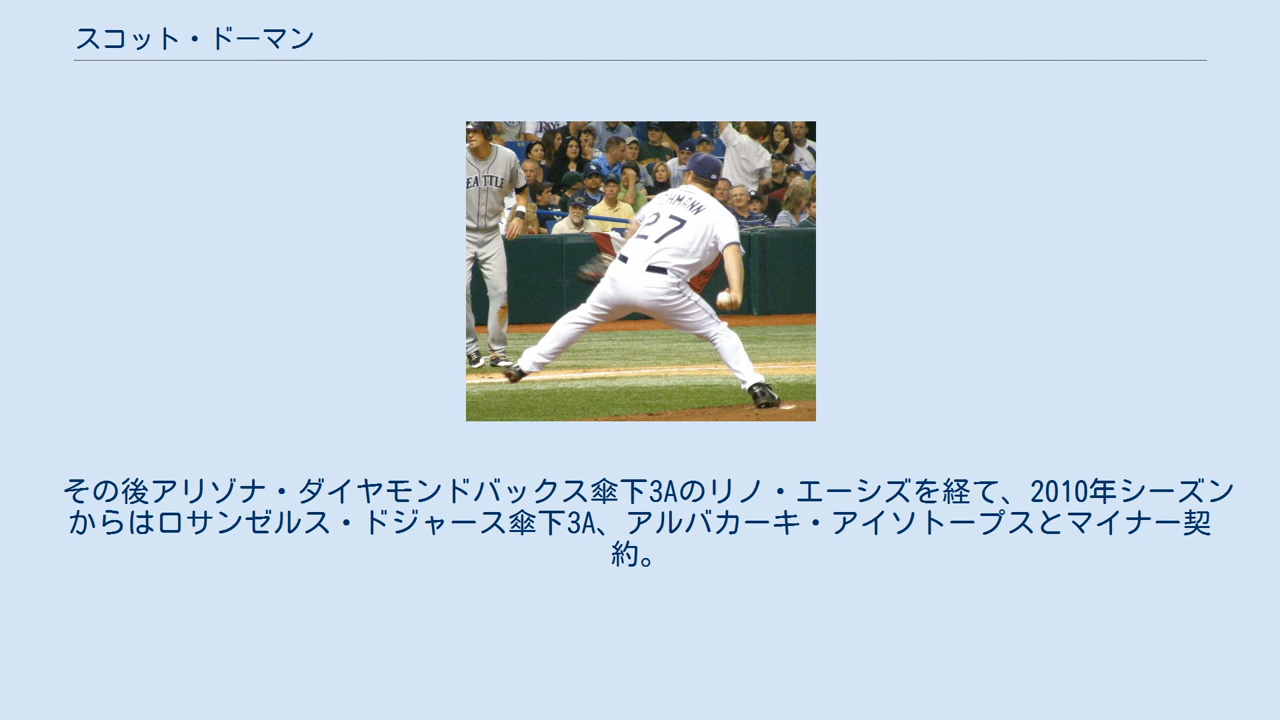 スコット・ドーマン
SEATTLE
OHMANN
27
その後アリゾナ・ダイヤモンドバックス傘下3Aのリノ・エーシズを経て、2010年シーズン
からはロサンゼルス・ドジャース傘下3A、アルバカーキ・アイソトープスとマイナー契
約。